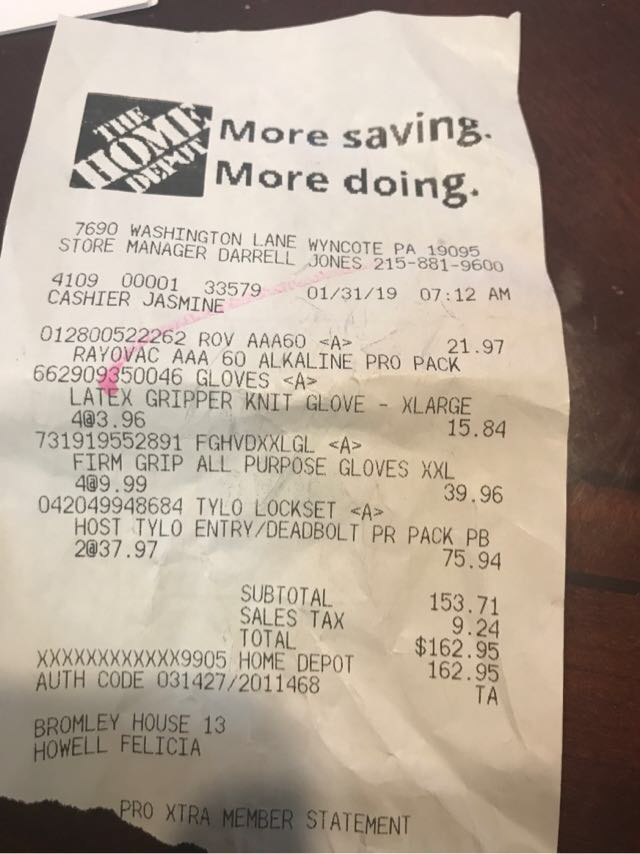 THE
HOME
DEPOT
More saving.
More doing.
7690 WASHINGTON LANE WYNCOTE PA 19095
STORE MANAGER DARRELL JONES 215-881-9600
4109 00001 33579 01/31/19 07:12 AM
CASHIER JASMINE
012800522262 ROV AAA60 <A> 21.97
RAYOVAC AAA 60 ALKALINE PRO PACK
662909350046 GLOVES <A>
LATEX GRIPPER KNIT GLOVE - XLARGE
4@3.96 15.84
731919552891 FGHVDXXLGL <A>
FIRM GRIP ALL PURPOSE GLOVES XXL
4@9.99 39.96
042049948684 TYLO LOCKSET <A>
HOST TYLO ENTRY/DEADBOLT PR PACK PB
2@37.97 75.94
SUBTOTAL 153.71
SALES TAX 9.24
TOTAL $162.95
XXXXXXXXXXXX9905 HOME DEPOT 162.95
AUTH CODE 031427/2011468 TA
BROMLEY HOUSE 13
HOWELL FELICIA
PRO XTRA MEMBER STATEMENT